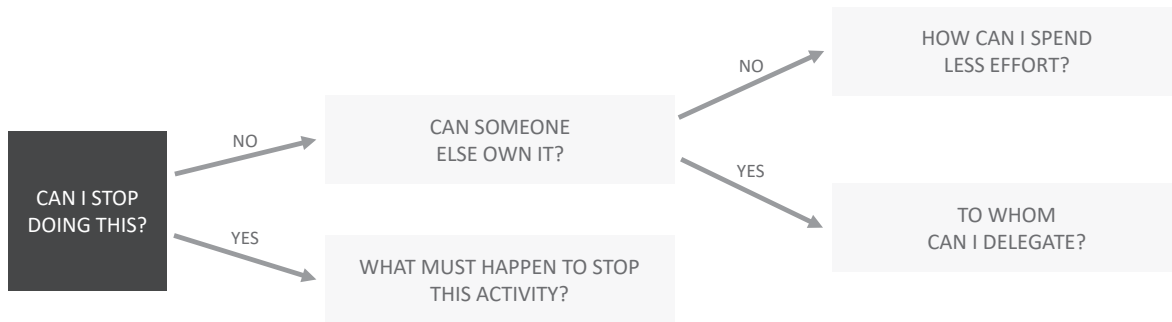 CAN I STOP
DOING THIS?
NO
YES
CAN SOMEONE
ELSE OWN IT?
WHAT MUST HAPPEN TO STOP
THIS ACTIVITY?
NO
YES
HOW CAN I SPEND
LESS EFFORT?
TO WHOM
CAN I DELEGATE?